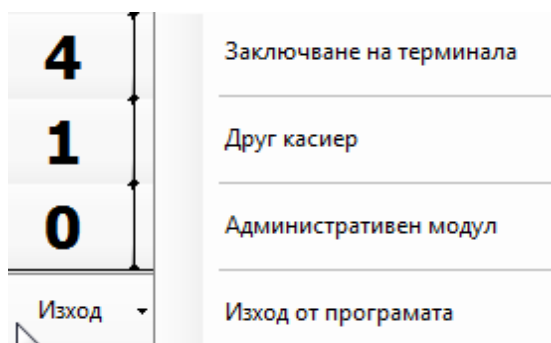 4
Заключване на терминала
1
Друг касиер
0
Административен модул
Изход
Изход от програмата